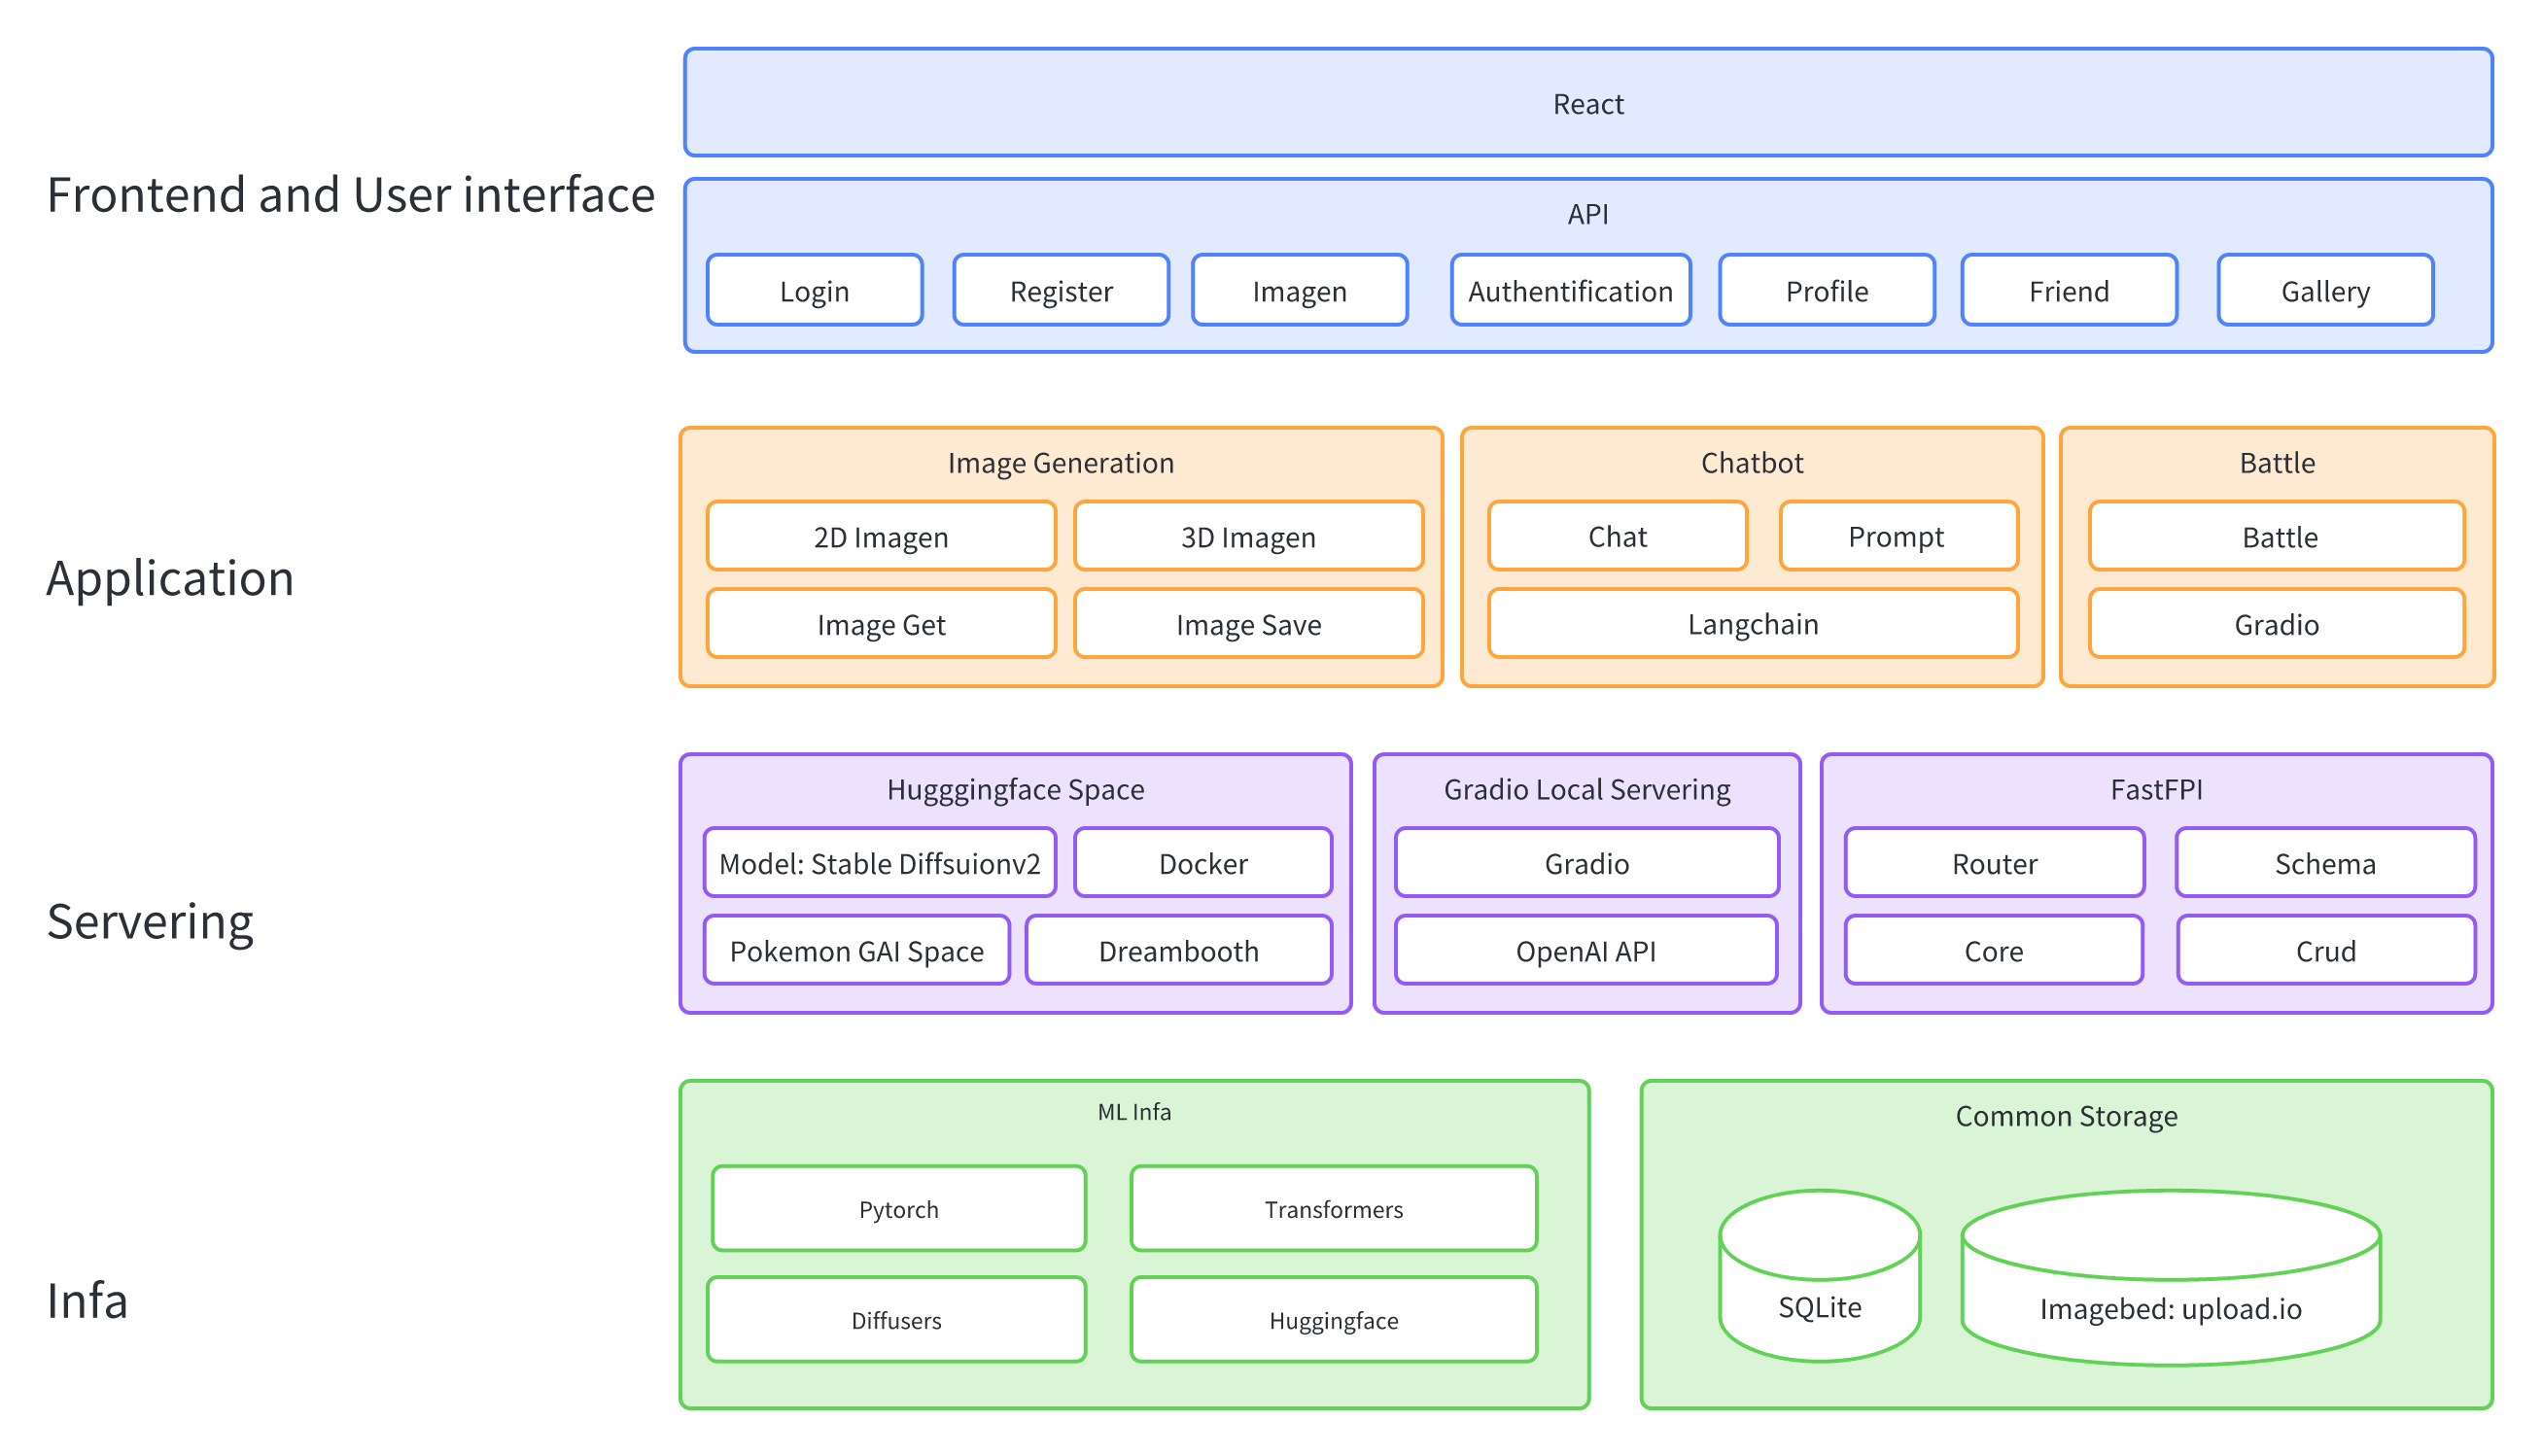 Frontend and User interface
React
API
Login
Register
Imagen
Authentification
Profile
Friend
Gallery
Application
Image Generation
2D Imagen
3D Imagen
Image Get
Image Save
Chatbot
Chat
Prompt
Langchain
Battle
Battle
Gradio
Servering
Hugggingface Space
Model: Stable Diffsuionv2
Docker
Pokemon GAI Space
Dreambooth
Gradio Local Servering
Gradio
OpenAI API
FastFPI
Router
Schema
Core
Crud
Infa
ML Infa
Pytorch
Transformers
Diffusers
Huggingface
Common Storage
SQLite
Imagebed: upload.io